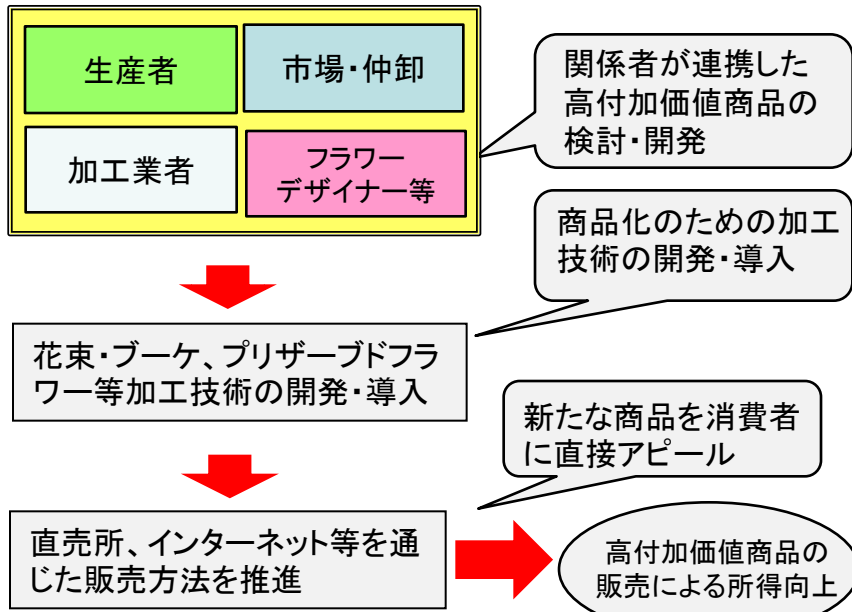 生産者
市場・仲卸
加工業者
フラワー
デザイナー等
関係者が連携した
高付加価値商品の
検討・開発
商品化のための加工
技術の開発・導入
花束・ブーケ、プリザーブドフラ
ワー等加工技術の開発・導入
新たな商品を消費者
に直接アピール
直売所、インターネット等を通
じた販売方法を推進
高付加価値商品の
販売による所得向上